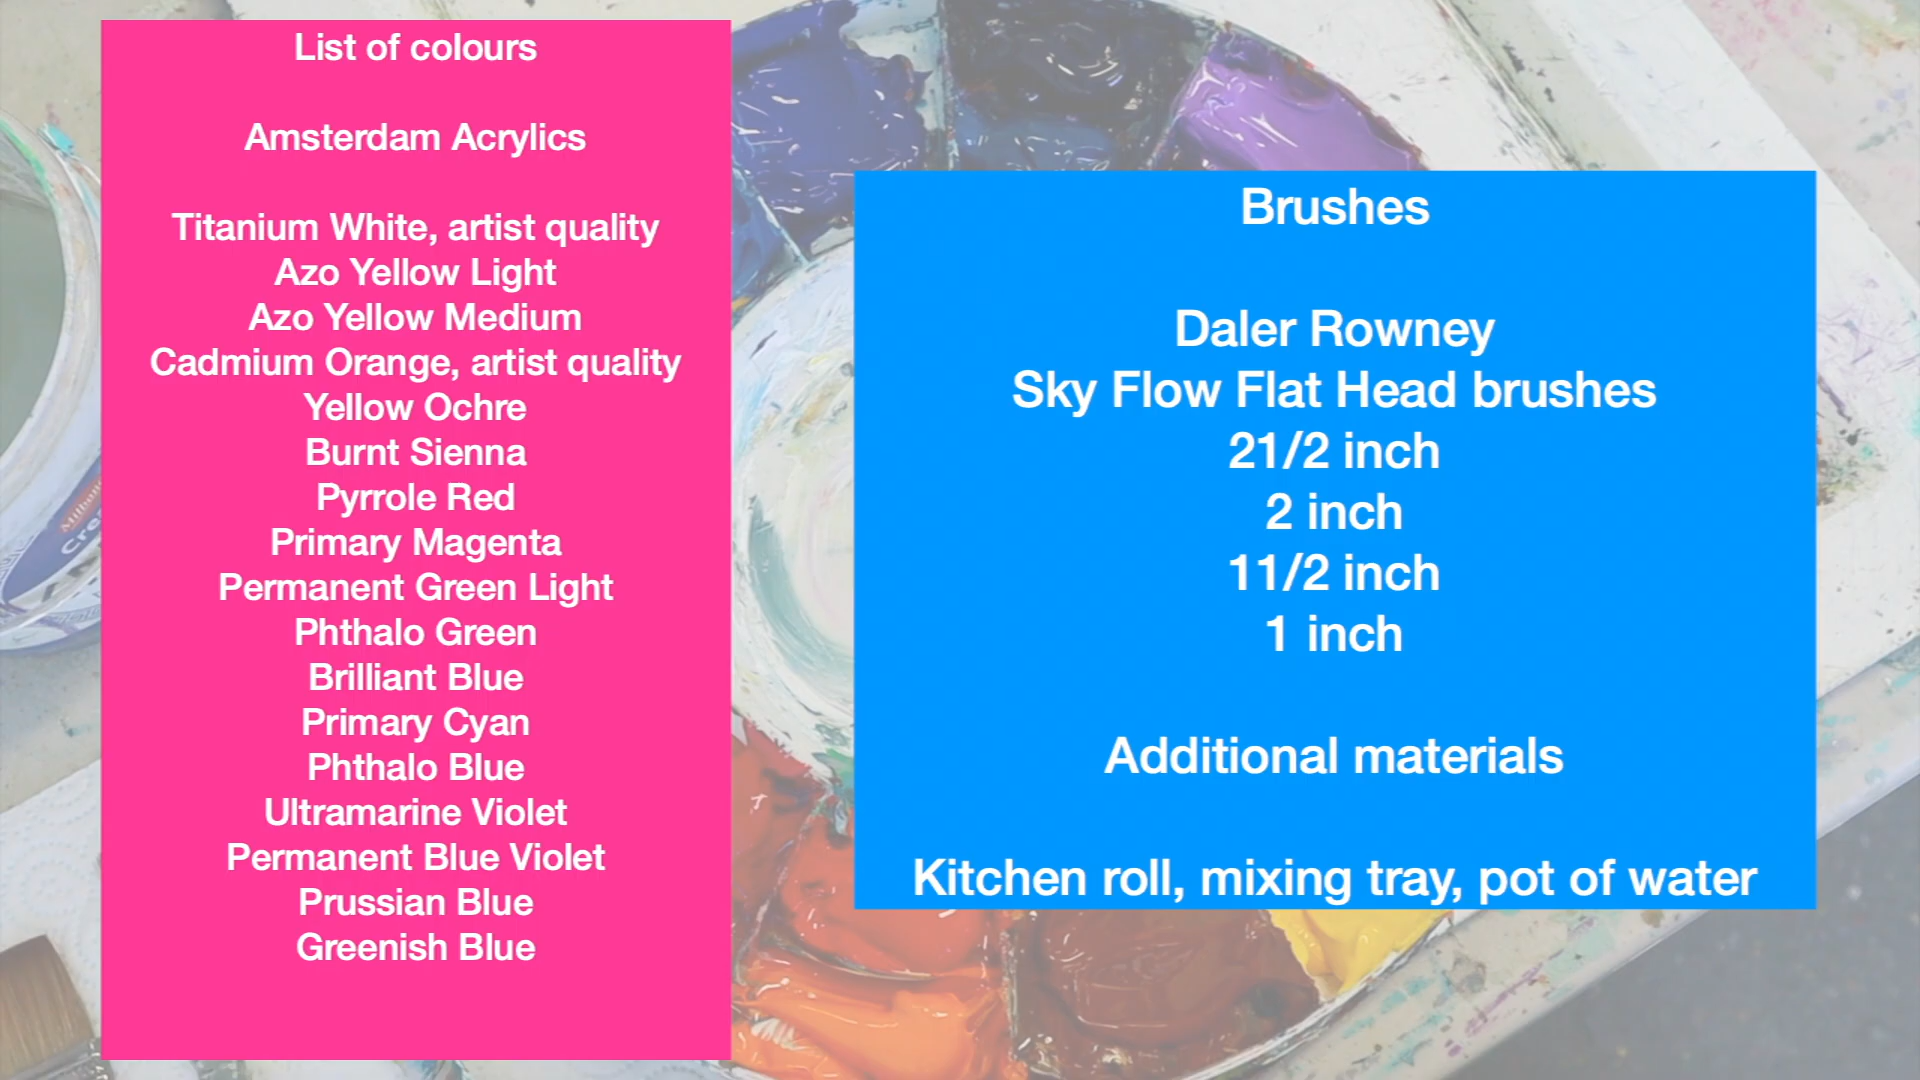 List of colours
Amsterdam Acrylics
Titanium White, artist quality
Azo Yellow Light
Azo Yellow Medium
Cadmium Orange, artist quality
Yellow Ochre
Burnt Sienna
Pyrrole Red
Primary Magenta
Permanent Green Light
Phthalo Green
Brilliant Blue
Primary Cyan
Phthalo Blue
Ultramarine Violet
Permanent Blue Violet
Prussian Blue
Greenish Blue
Brushes
Daler Rowney
Sky Flow Flat Head brushes
21/2 inch
2 inch
11/2 inch
1 inch
Additional materials
Kitchen roll, mixing tray, pot of water